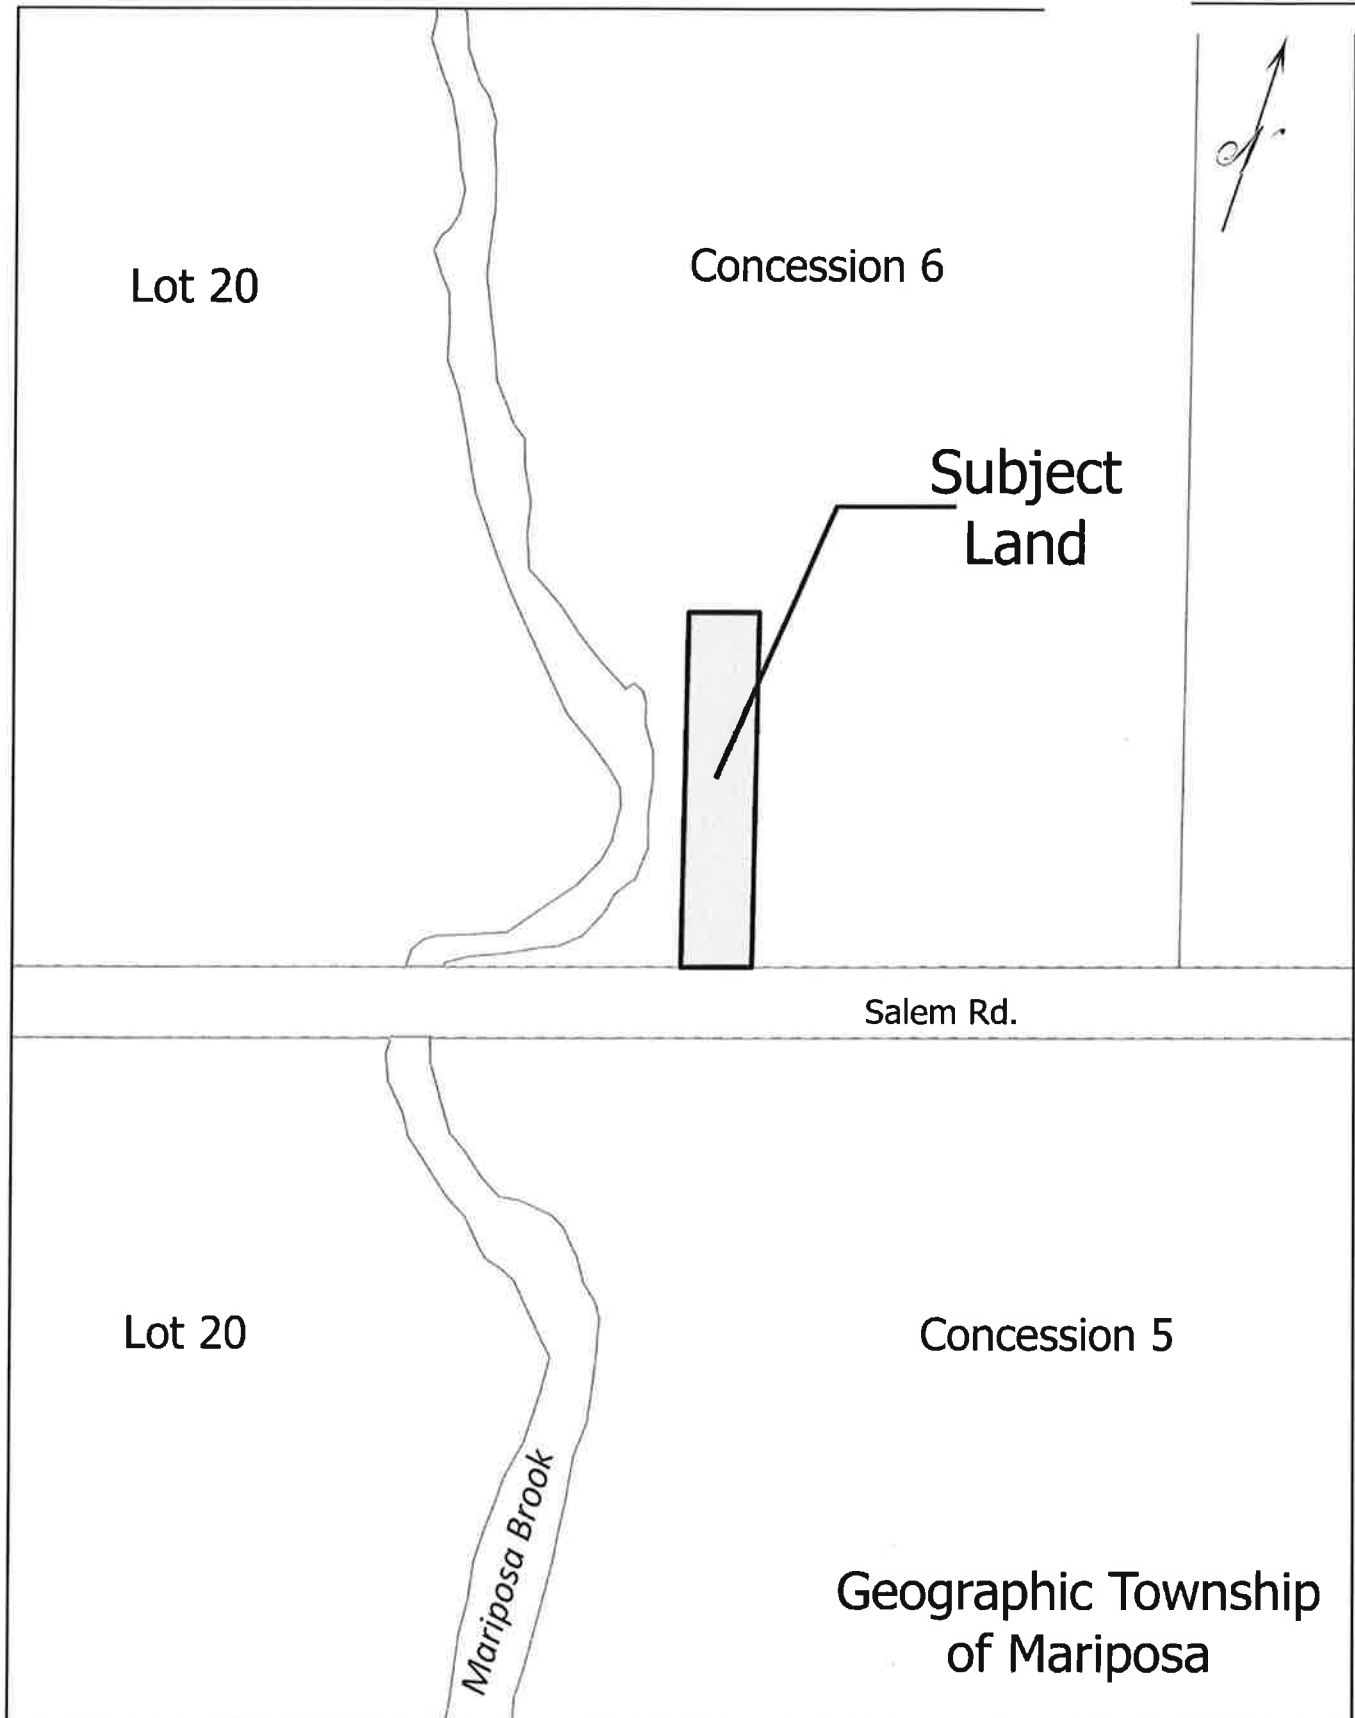 Lot 20
Concession 6
Subject
Land
Salem Rd.
Lot 20
Concession 5
Mariposa Brook
Geographic Township
of Mariposa